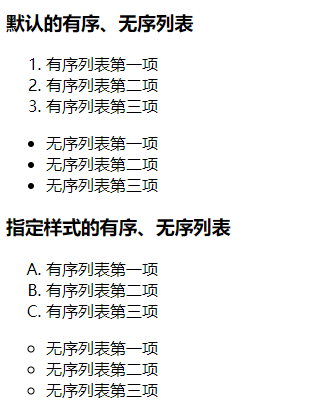 默认的有序、无序列表
1. 有序列表第一项
2. 有序列表第二项
3. 有序列表第三项
• 无序列表第一项
• 无序列表第二项
• 无序列表第三项
指定样式的有序、无序列表
A. 有序列表第一项
B. 有序列表第二项
C. 有序列表第三项
○ 无序列表第一项
○ 无序列表第二项
○ 无序列表第三项